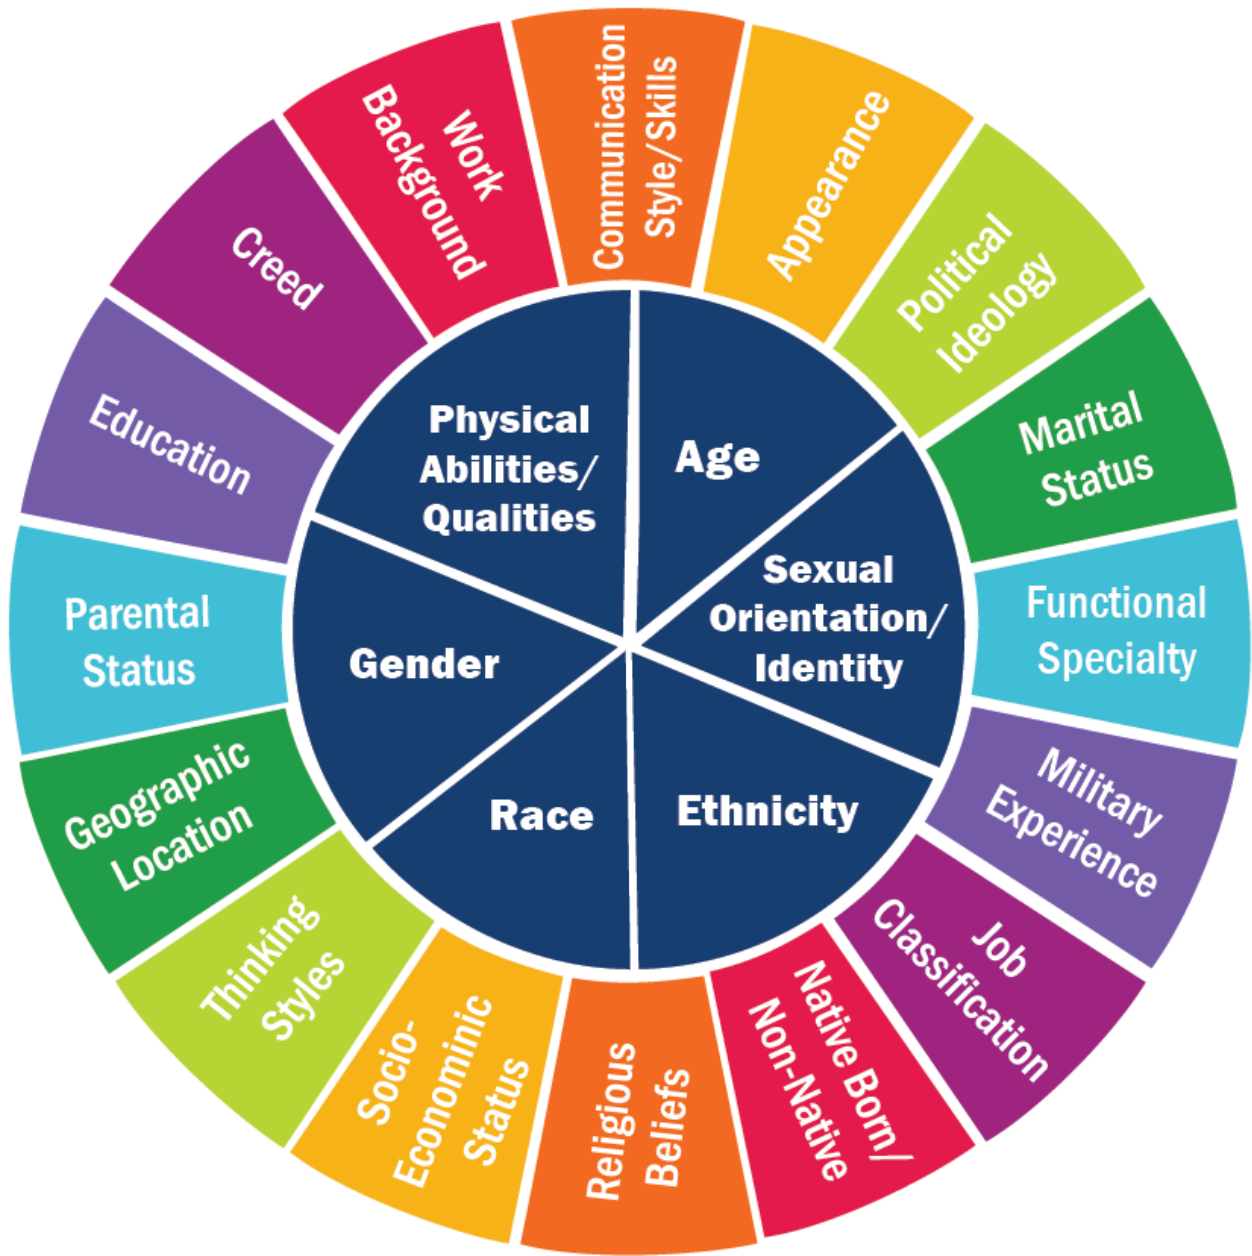 Communication
Style/Skills
Appearance
Political
Ideology
Marital
Status
Functional
Specialty
Military
Experience
Job
Classification
Native Born/
Non-Native
Religious
Beliefs
Socio-
Econominic
Status
Thinking
Styles
Geographic
Location
Parental
Status
Education
Creed
Work
Background
Age
Sexual
Orientation/
Identity
Ethnicity
Race
Gender
Physical
Abilities/
Qualities